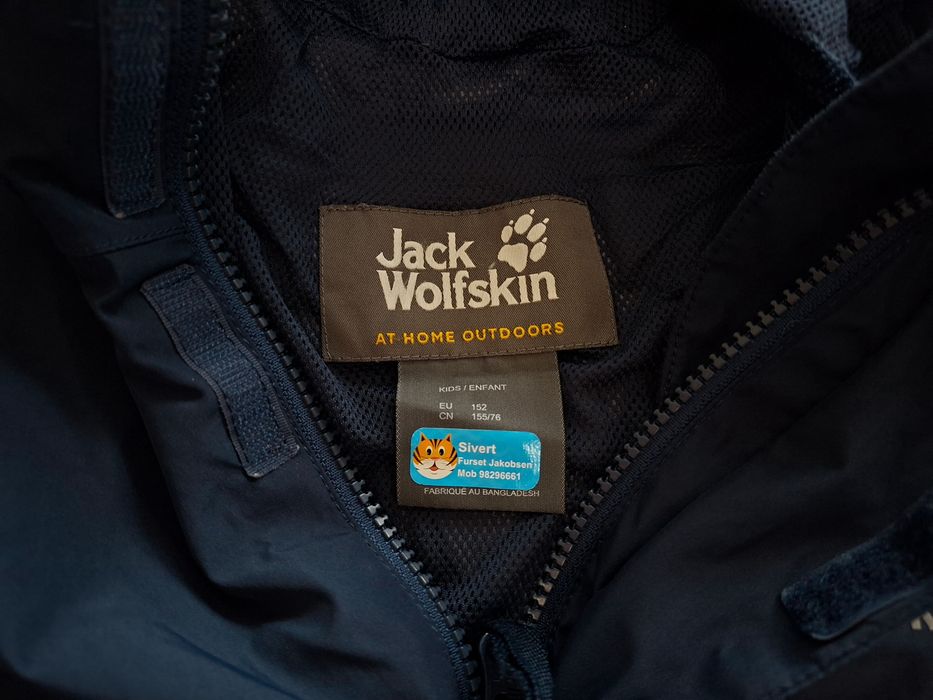 Jack
Wolfskin
AT HOME OUTDOORS
KIDS / ENFANT
EU 152
CN 155/76
Sivert
Furset Jakobsen
Mob 98296661
FABRIQUÉ AU BANGLADESH